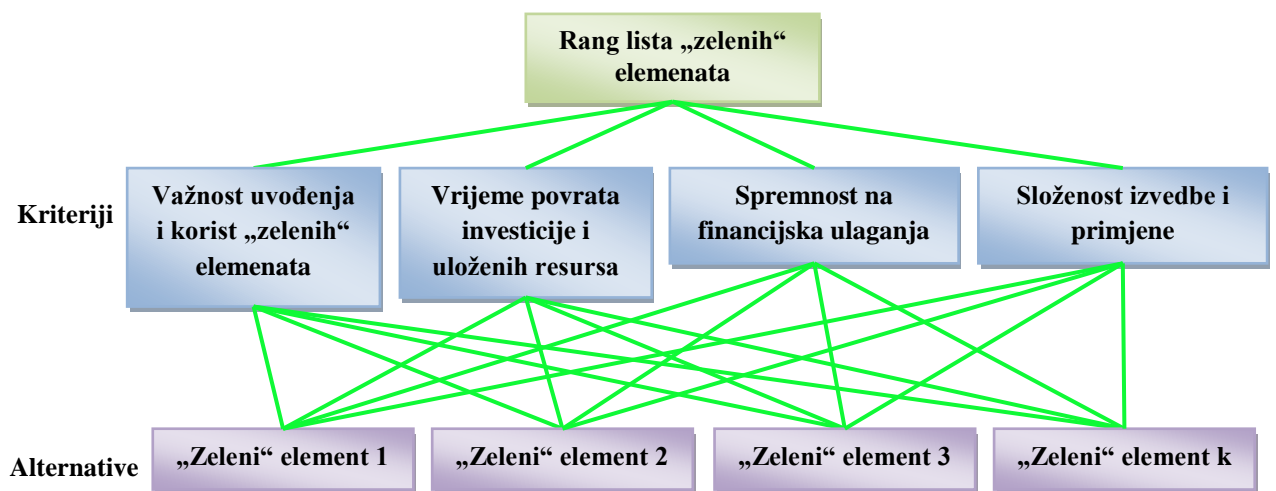 Rang lista „zelenih“
elemenata
Kriteriji
Važnost uvođenja
i korist „zelenih“
elemenata
Vrijeme povrata
investicije i
uloženih resursa
Spremnost na
financijska ulaganja
Složenost izvedbe i
primjene
Alternative
„Zeleni“ element 1
„Zeleni“ element 2
„Zeleni“ element 3
„Zeleni“ element k